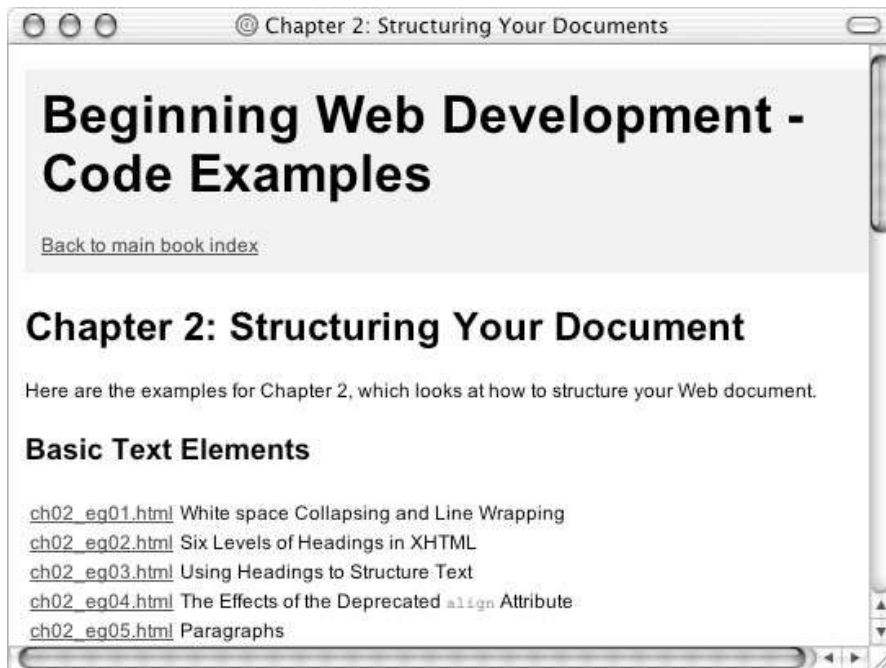 Chapter 2: Structuring Your Documents
Beginning Web Development -
Code Examples
Back to main book index
Chapter 2: Structuring Your Document
Here are the examples for Chapter 2, which looks at how to structure your Web document.
Basic Text Elements
ch02_eg01.html White space Collapsing and Line Wrapping
ch02_eg02.html Six Levels of Headings in XHTML
ch02_eg03.html Using Headings to Structure Text
ch02_eg04.html The Effects of the Deprecated align Attribute
ch02_eg05.html Paragraphs